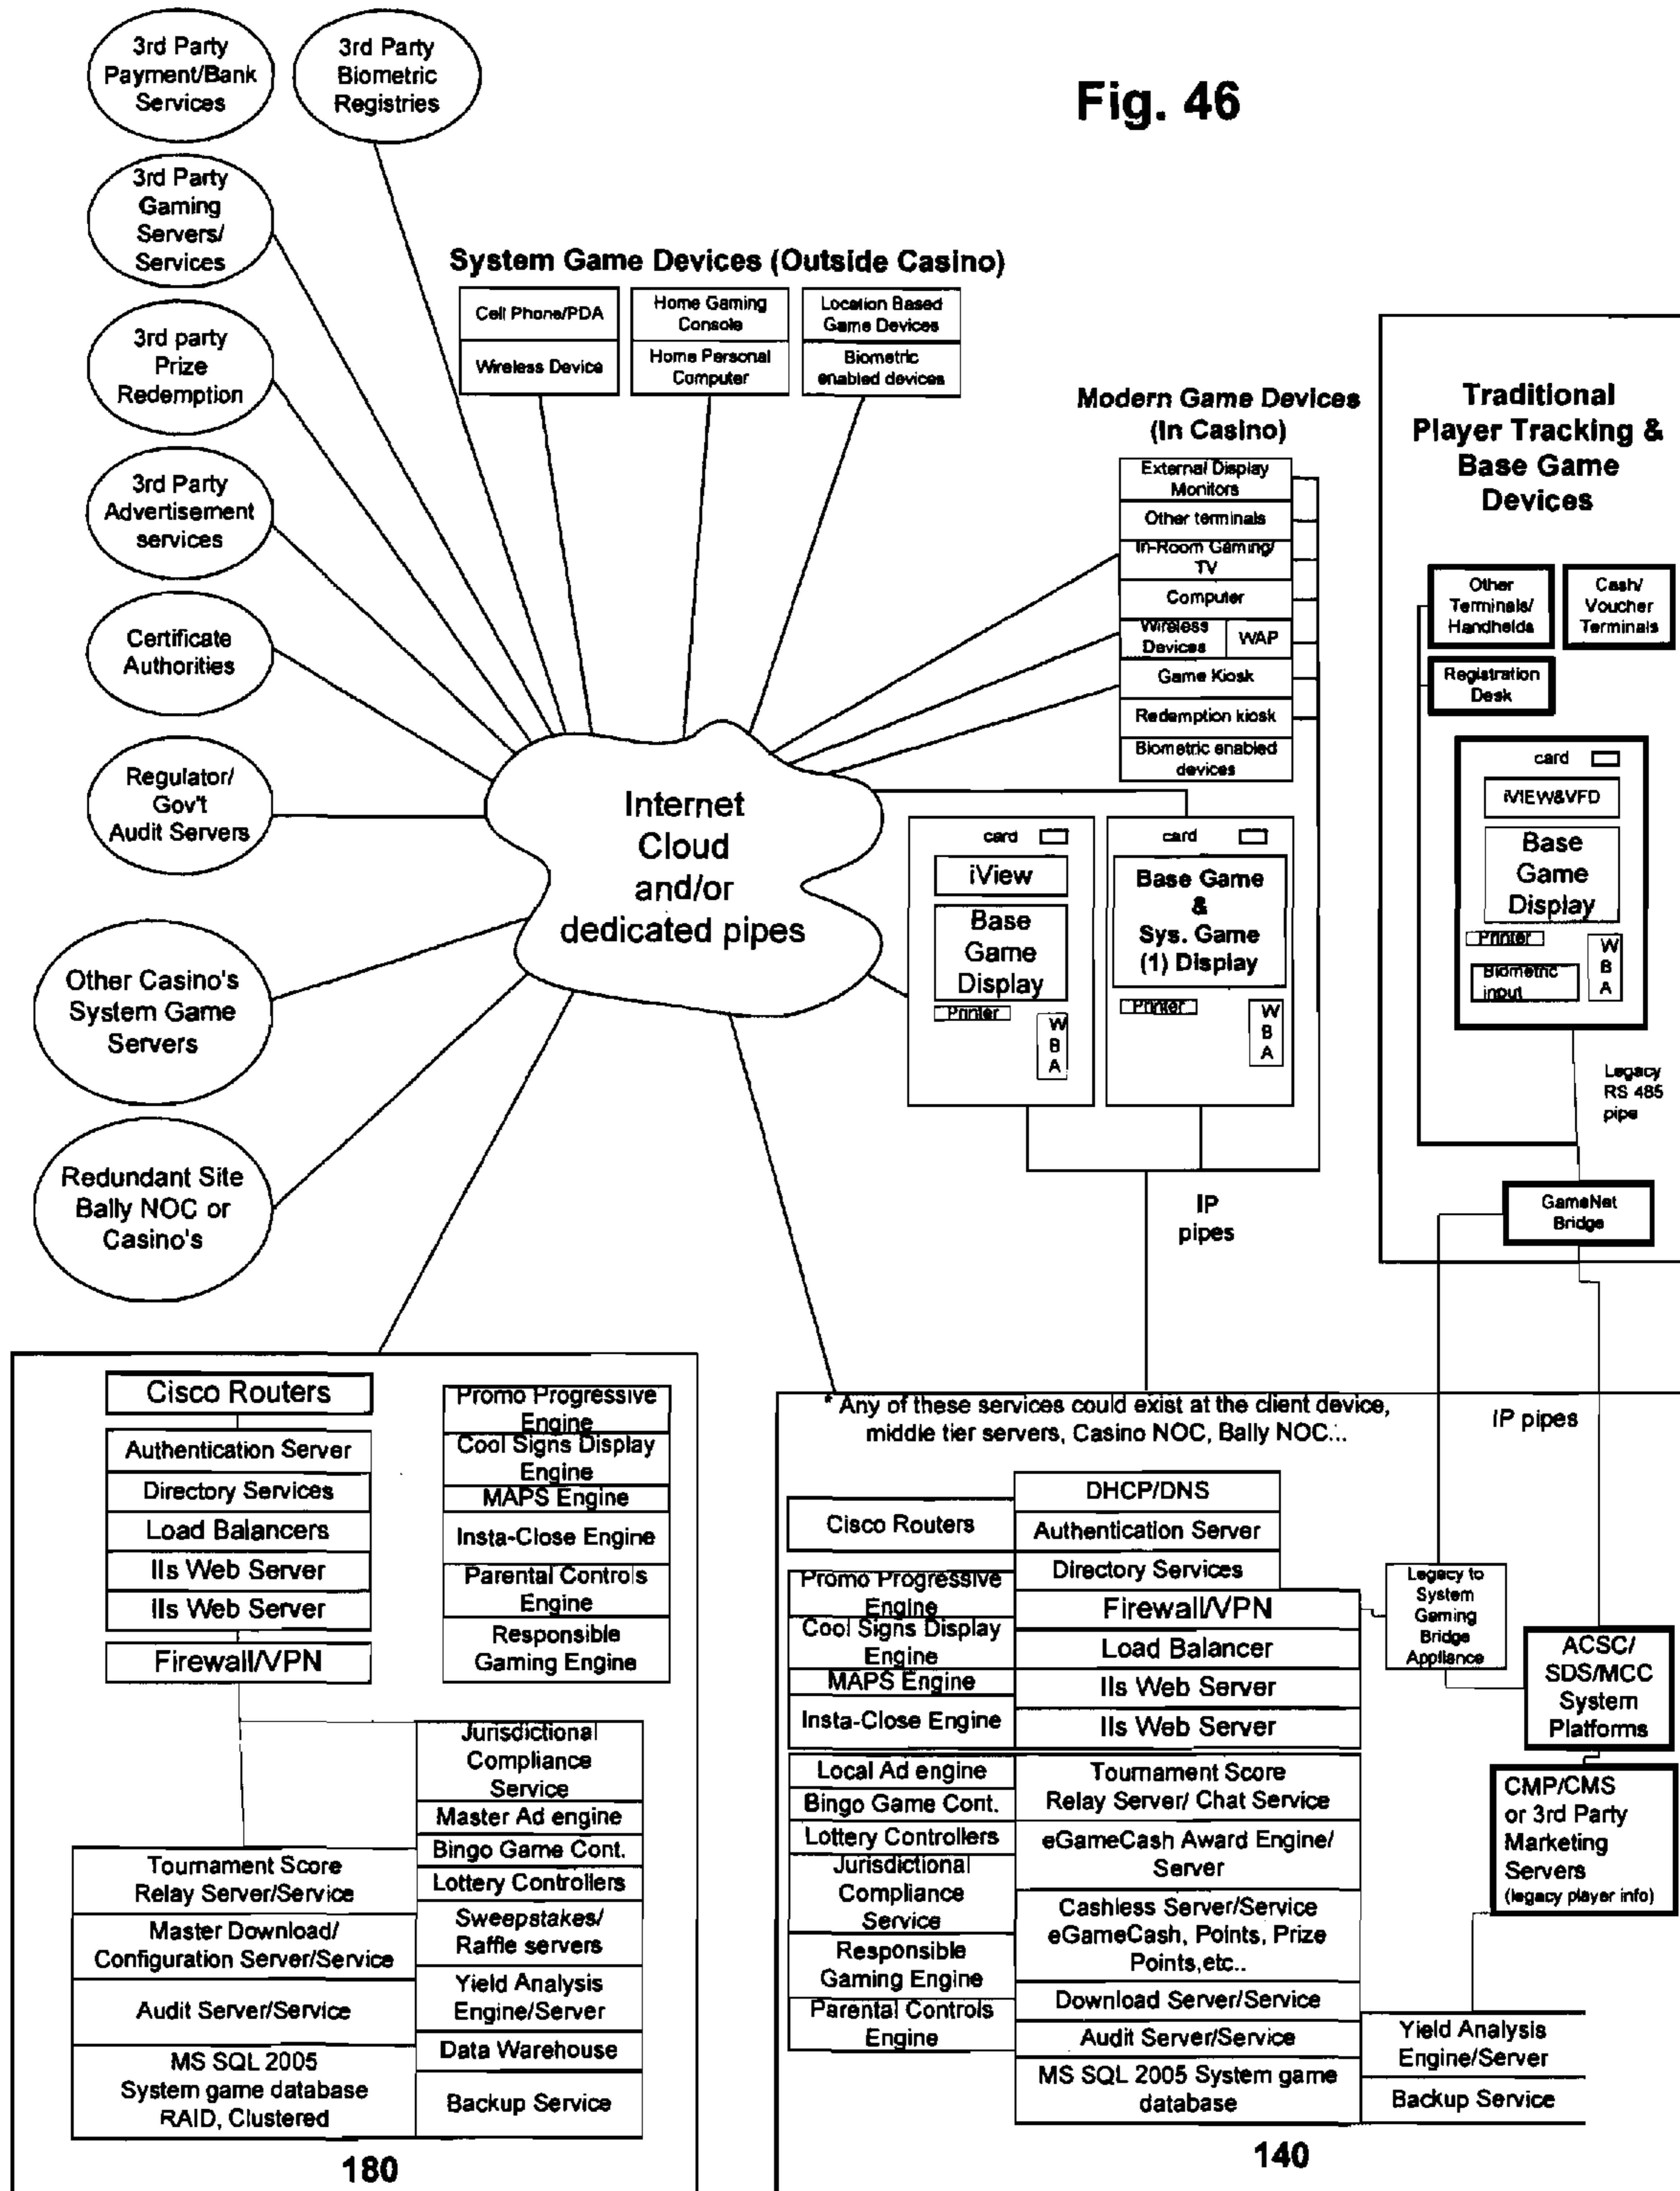 Fig. 46
3rd Party
Payment/Bank
Services
3rd Party
Biometric
Registries
3rd Party
Gaming
Servers/
Services
3rd party
Prize
Redemption
3rd Party
Advertisement
services
Certificate
Authorities
Regulator/
Gov't
Audit Servers
Other Casino's
System Game
Servers
Redundant Site
Bally NOC or
Casino's
System Game Devices (Outside Casino)
Cell Phone/PDA
Wireless Device
Home Gaming
Console
Home Personal
Computer
Location Based
Game Devices
Biometric
enabled devices
Internet
Cloud
and/or
dedicated pipes
Modern Game Devices
(In Casino)
External Display
Monitors
Other terminals
In-Room Gaming/
TV
Computer
Wireless
Devices
WAP
Game Kiosk
Redemption kiosk
Biometric enabled
devices
card
iView
Base
Game
Display
Printer
W
B
A
card
Base Game
&
Sys. Game
(1) Display
Printer
W
B
A
IP
pipes
Traditional
Player Tracking &
Base Game
Devices
Other
Terminals/
Handhelds
Cash/
Voucher
Terminals
Registration
Desk
card
iVIEW&VFD
Base
Game
Display
Printer
Biometric
input
W
B
A
Legacy
RS 485
pipe
GameNet
Bridge
IP pipes
Cisco Routers
Authentication Server
Directory Services
Load Balancers
IIs Web Server
IIs Web Server
Firewall/VPN
Promo Progressive
Engine
Cool Signs Display
Engine
MAPS Engine
Insta-Close Engine
Parental Controls
Engine
Responsible
Gaming Engine
Jurisdictional
Compliance
Service
Master Ad engine
Bingo Game Cont.
Lottery Controllers
Sweepstakes/
Raffle servers
Yield Analysis
Engine/Server
Data Warehouse
Backup Service
Tournament Score
Relay Server/Service
Master Download/
Configuration Server/Service
Audit Server/Service
MS SQL 2005
System game database
RAID, Clustered
180
* Any of these services could exist at the client device,
middle tier servers, Casino NOC, Bally NOC...
Cisco Routers
Promo Progressive
Engine
Cool Signs Display
Engine
MAPS Engine
Insta-Close Engine
Local Ad engine
Bingo Game Cont.
Lottery Controllers
Jurisdictional
Compliance
Service
Responsible
Gaming Engine
Parental Controls
Engine
DHCP/DNS
Authentication Server
Directory Services
Firewall/VPN
Load Balancer
IIs Web Server
IIs Web Server
Tournament Score
Relay Server/ Chat Service
eGameCash Award Engine/
Server
Cashless Server/Service
eGameCash, Points, Prize
Points,etc..
Download Server/Service
Audit Server/Service
MS SQL 2005 System game
database
Legacy to
System
Gaming
Bridge
Appliance
ACSC/
SDS/MCC
System
Platforms
CMP/CMS
or 3rd Party
Marketing
Servers
(legacy player info)
Yield Analysis
Engine/Server
Backup Service
140